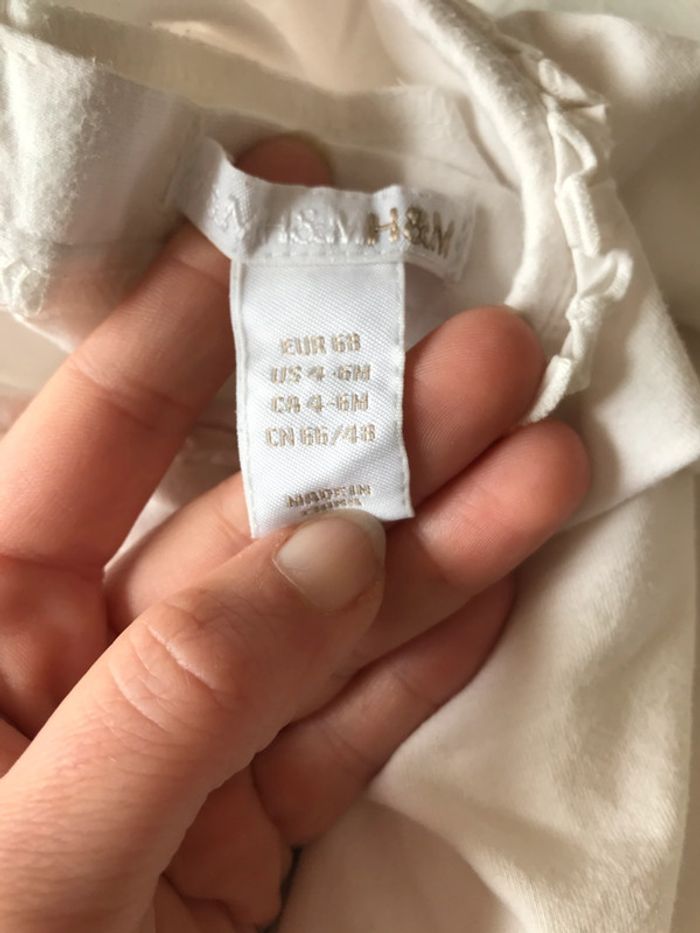 H&M H&M
EUR 68
US 4-6M
CA 4-6M
CN 66/48
MADE IN